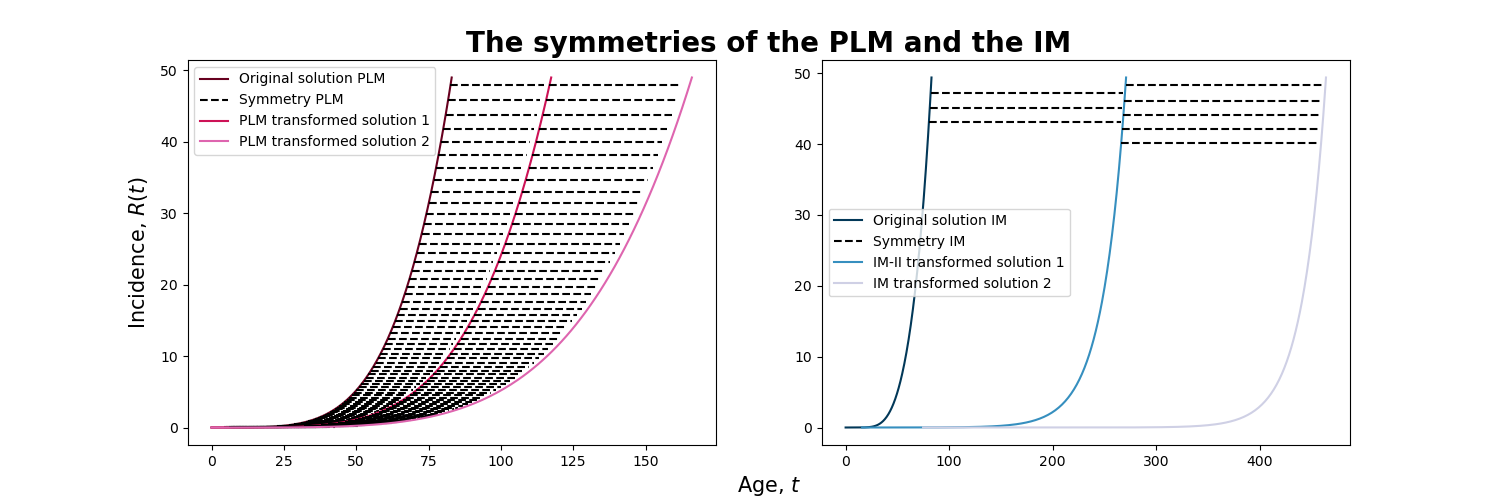 The symmetries of the PLM and the IM
50
40
30
20
10
0
Incidence, R(t)
Original solution PLM
Symmetry PLM
PLM transformed solution 1
PLM transformed solution 2
0 25 50 75 100 125 150
50
40
30
20
10
0
Original solution IM
Symmetry IM
IM-II transformed solution 1
IM transformed solution 2
0 100 200 300 400
Age, t